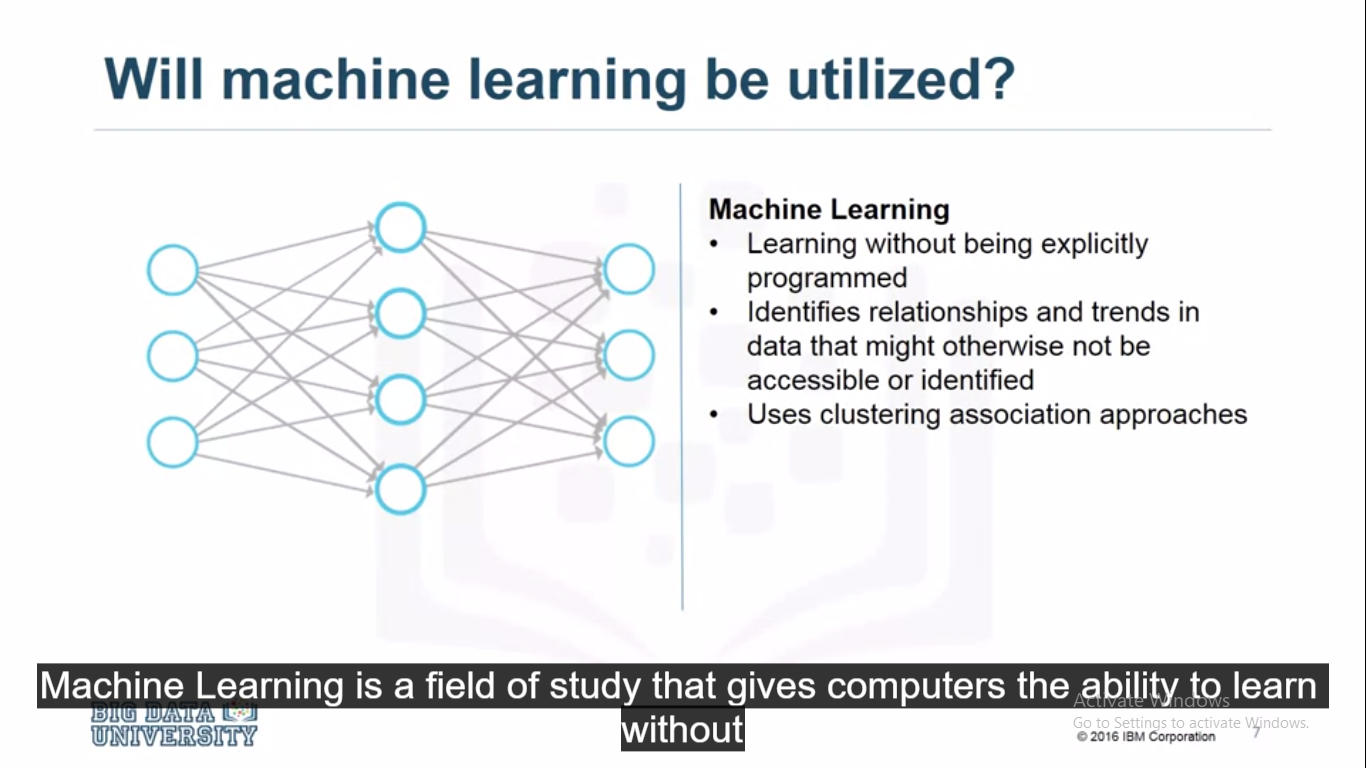 Will machine learning be utilized?
Machine Learning
• Learning without being explicitly
programmed
• Identifies relationships and trends in
data that might otherwise not be
accessible or identified
• Uses clustering association approaches
Machine Learning is a field of study that gives computers the ability to learn
without
BIG DATA
UNIVERSITY
Activate Windows
Go to Settings to activate Windows.
© 2016 IBM Corporation
7